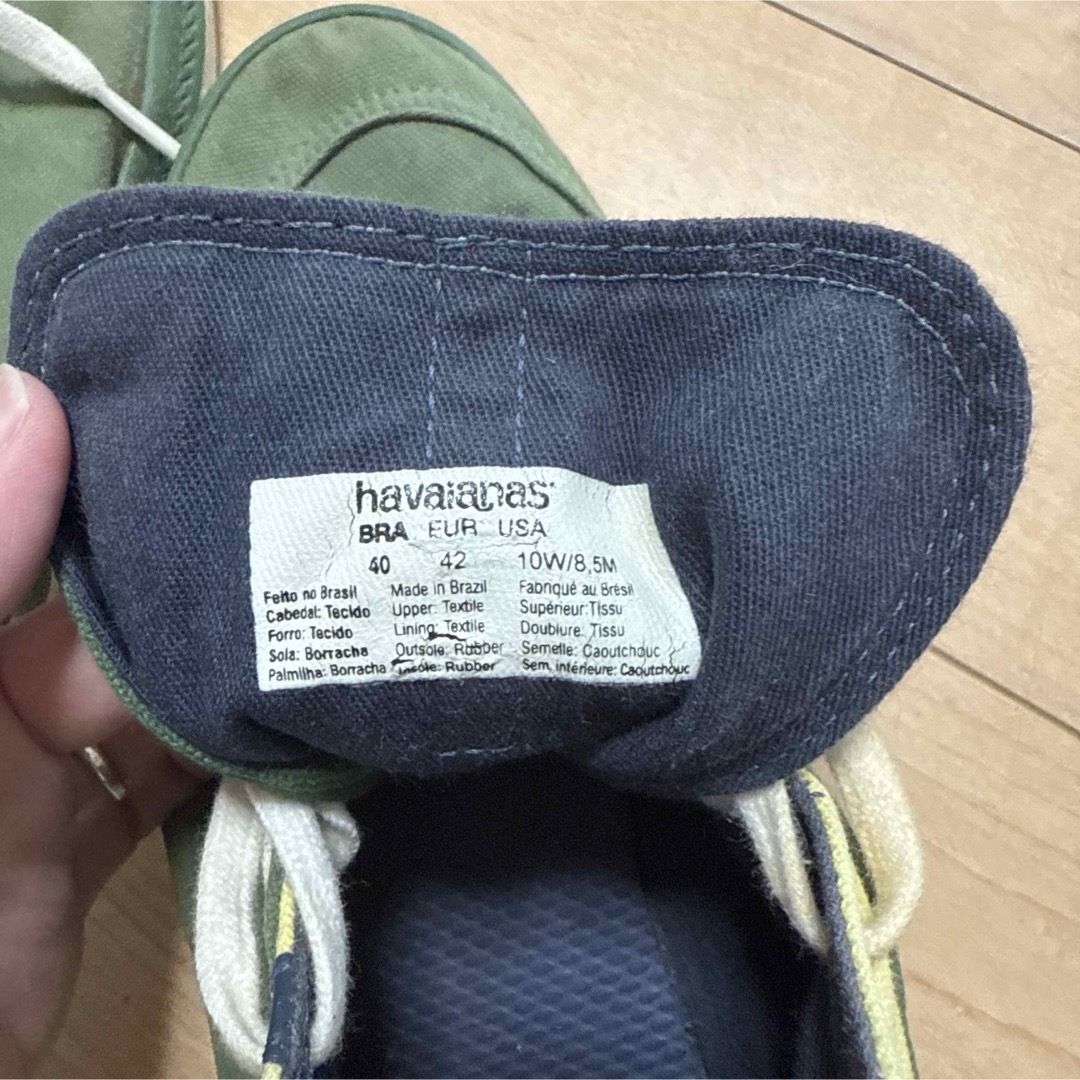 havaianas
BRA EUR USA
40 42 10W/8,5M
Feito no Brasil Made in Brazil Fabriqué au Brésil
Cabedal: Tecido Upper: Textile Supérieur: Tissu
Forro: Tecido Lining: Textile Doublure: Tissu
Sola: Borracha Outsole: Rubber Semelle: Caoutchouc
Palmilha: Borracha Insole: Rubber Sem. intérieure: Caoutchouc